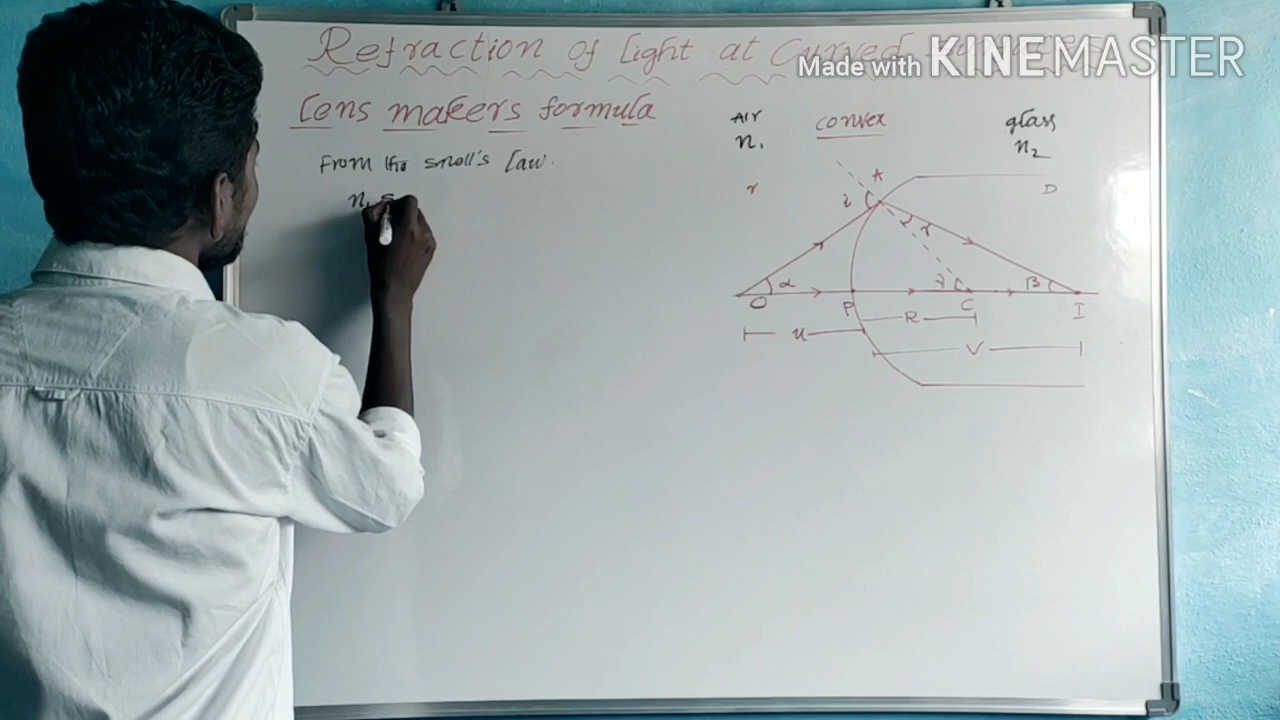 Refraction of light at Curved
Made with KINEMASTER
Lens makers formula
From the snell's Law.
n₁ s
Air
n₁
convex
glass
n₂
r
A
D
i
r
α
γ
β
O
P
C
I
R
u
V